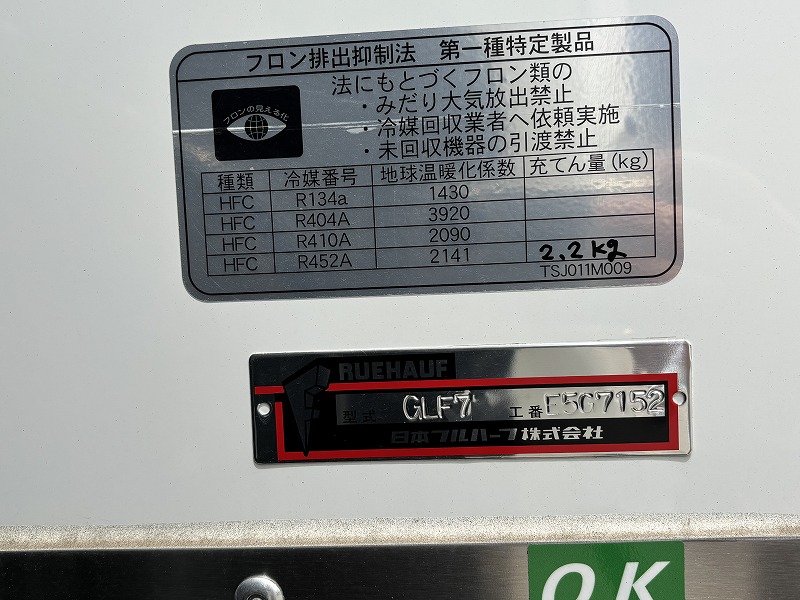 フロン排出抑制法　第一種特定製品
フロンの見える化
法にもとづくフロン類の
・みだり大気放出禁止
・冷媒回収業者へ依頼実施
・未回収機器の引渡禁止
種類 冷媒番号 地球温暖化係数 充てん量(kg)
HFC R134a 1430
HFC R404A 3920
HFC R410A 2090
HFC R452A 2141 2.2kg
TSJ011M009
RUEHAUF
型式 GLF7 工番 E5G7152
日本フルハーフ株式会社
OK